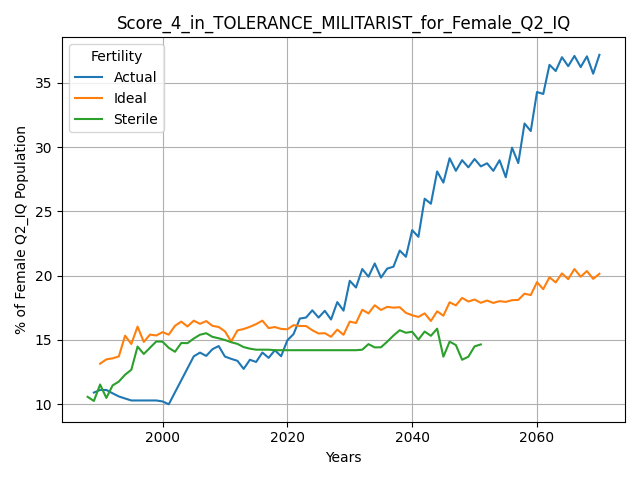 Score_4_in_TOLERANCE_MILITARIST_for_Female_Q2_IQ
Fertility
Actual
Ideal
Sterile
% of Female Q2_IQ Population
35
30
25
20
15
10
2000
2020
2040
2060
Years